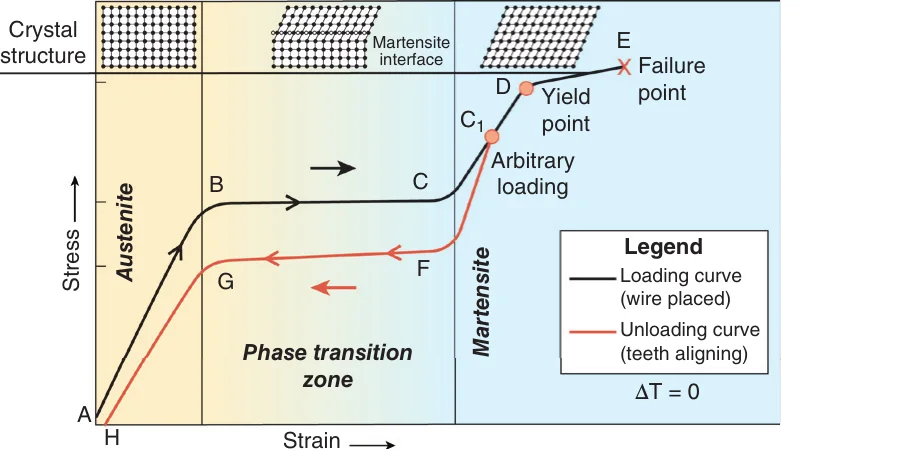 Crystal
structure
Martensite
interface
E
Failure
point
D
Yield
point
C1
Arbitrary
loading
B
C
Austenite
Stress
G
F
Martensite
Phase transition
zone
Legend
Loading curve
(wire placed)
Unloading curve
(teeth aligning)
ΔT = 0
A
H
Strain